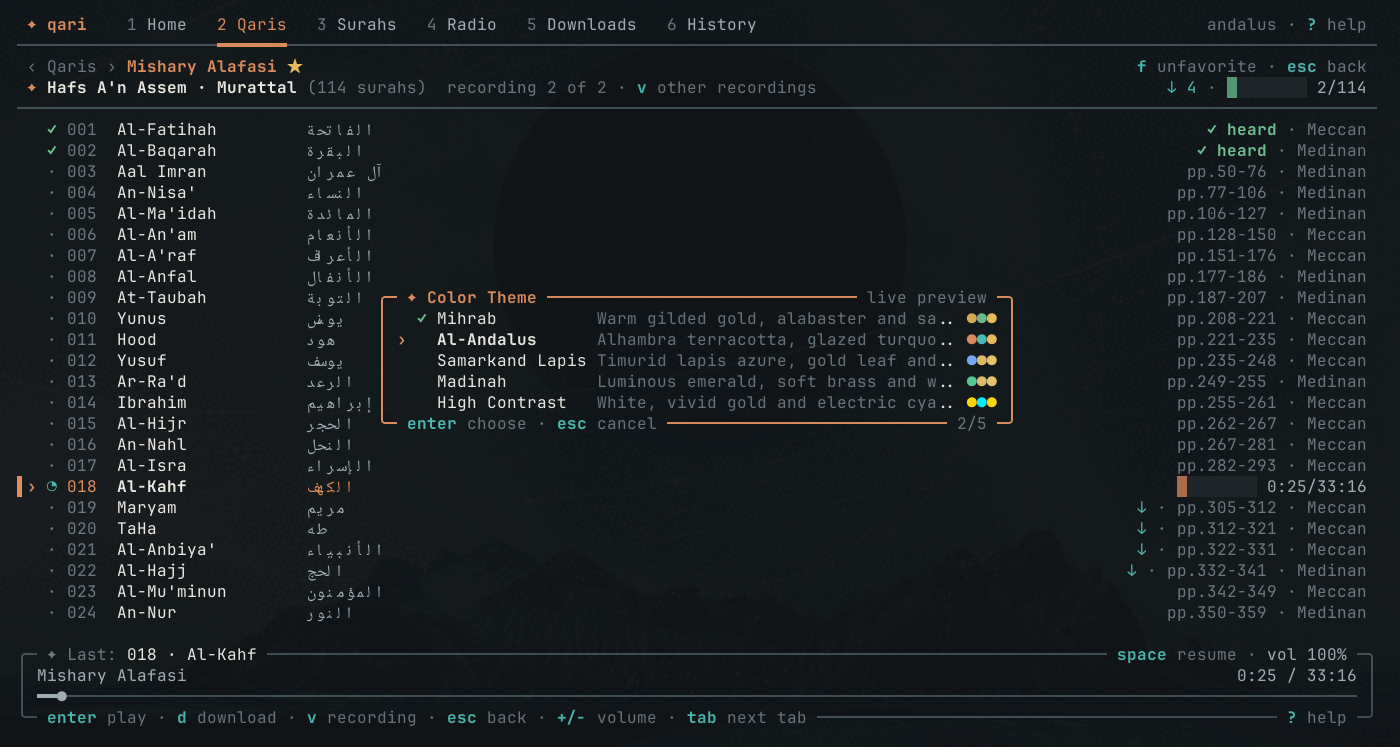 ✦ qari 1 Home 2 Qaris 3 Surahs 4 Radio 5 Downloads 6 History andalus · ? help
‹ Qaris › Mishary Alafasi ★ f unfavorite · esc back
✦ Hafs A'n Assem · Murattal (114 surahs) recording 2 of 2 · v other recordings ↓ 4 · 2/114
✓ 001 Al-Fatihah الفاتحة ✓ heard · Meccan
✓ 002 Al-Baqarah البقرة ✓ heard · Medinan
· 003 Aal Imran آل عمران pp.50-76 · Medinan
· 004 An-Nisa' النساء pp.77-106 · Medinan
· 005 Al-Ma'idah المائدة pp.106-127 · Medinan
· 006 Al-An'am الأنعام pp.128-150 · Meccan
· 007 Al-A'raf الأعراف pp.151-176 · Meccan
· 008 Al-Anfal الأنفال pp.177-186 · Medinan
· 009 At-Taubah التوبة pp.187-207 · Medinan
· 010 Yunus يونس pp.208-221 · Meccan
· 011 Hood هود pp.221-235 · Meccan
· 012 Yusuf يوسف pp.235-248 · Meccan
· 013 Ar-Ra'd الرعد pp.249-255 · Medinan
· 014 Ibrahim إبراهيم pp.255-261 · Meccan
· 015 Al-Hijr الحجر pp.262-267 · Meccan
· 016 An-Nahl النحل pp.267-281 · Meccan
· 017 Al-Isra الإسراء pp.282-293 · Meccan
› 018 Al-Kahf الكهف 0:25/33:16
· 019 Maryam مريم ↓ · pp.305-312 · Meccan
· 020 TaHa طه ↓ · pp.312-321 · Meccan
· 021 Al-Anbiya' الأنبياء ↓ · pp.322-331 · Meccan
· 022 Al-Hajj الحج ↓ · pp.332-341 · Medinan
· 023 Al-Mu'minun المؤمنون pp.342-349 · Meccan
· 024 An-Nur النور pp.350-359 · Medinan
✦ Color Theme live preview
✓ Mihrab Warm gilded gold, alabaster and sa..
› Al-Andalus Alhambra terracotta, glazed turquo..
Samarkand Lapis Timurid lapis azure, gold leaf and..
Madinah Luminous emerald, soft brass and w..
High Contrast White, vivid gold and electric cya..
enter choose · esc cancel 2/5
✦ Last: 018 · Al-Kahf space resume · vol 100%
Mishary Alafasi 0:25 / 33:16
enter play · d download · v recording · esc back · +/- volume · tab next tab ? help